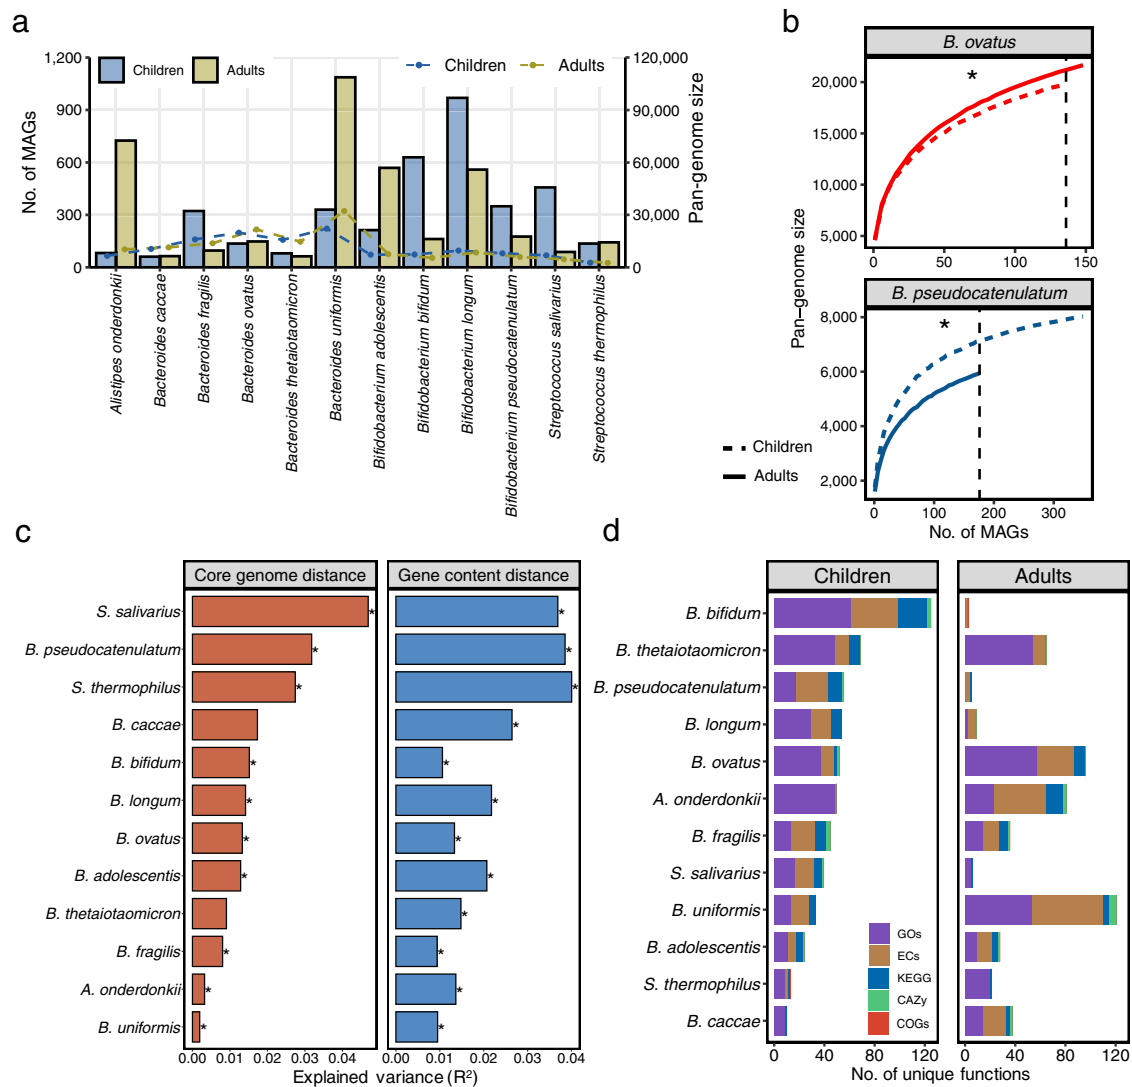 a
1,200
900
600
300
0
No. of MAGs
Children
Adults
Children
Adults
120,000
90,000
60,000
30,000
0
Pan-genome size
Alistipes onderdonkii
Bacteroides caccae
Bacteroides fragilis
Bacteroides ovatus
Bacteroides thetaiotaomicron
Bacteroides uniformis
Bifidobacterium adolescentis
Bifidobacterium bifidum
Bifidobacterium longum
Bifidobacterium pseudocatenulatum
Streptococcus salivarius
Streptococcus thermophilus
b
B. ovatus
*
20,000
15,000
10,000
5,000
0
50
100
150
Pan-genome size
B. pseudocatenulatum
*
8,000
6,000
4,000
2,000
0
100
200
300
No. of MAGs
Children
Adults
c
Core genome distance
Gene content distance
S. salivarius * *
B. pseudocatenulatum * *
S. thermophilus * *
B. caccae *
B. bifidum * *
B. longum * *
B. ovatus * *
B. adolescentis * *
B. thetaiotaomicron *
B. fragilis * *
A. onderdonkii * *
B. uniformis * *
0.00 0.01 0.02 0.03 0.04
0.00 0.01 0.02 0.03 0.04
Explained variance (R²)
d
Children
Adults
B. bifidum
B. thetaiotaomicron
B. pseudocatenulatum
B. longum
B. ovatus
A. onderdonkii
B. fragilis
S. salivarius
B. uniformis
B. adolescentis
S. thermophilus
B. caccae
GOs
ECs
KEGG
CAZy
COGs
0 40 80 120
0 40 80 120
No. of unique functions